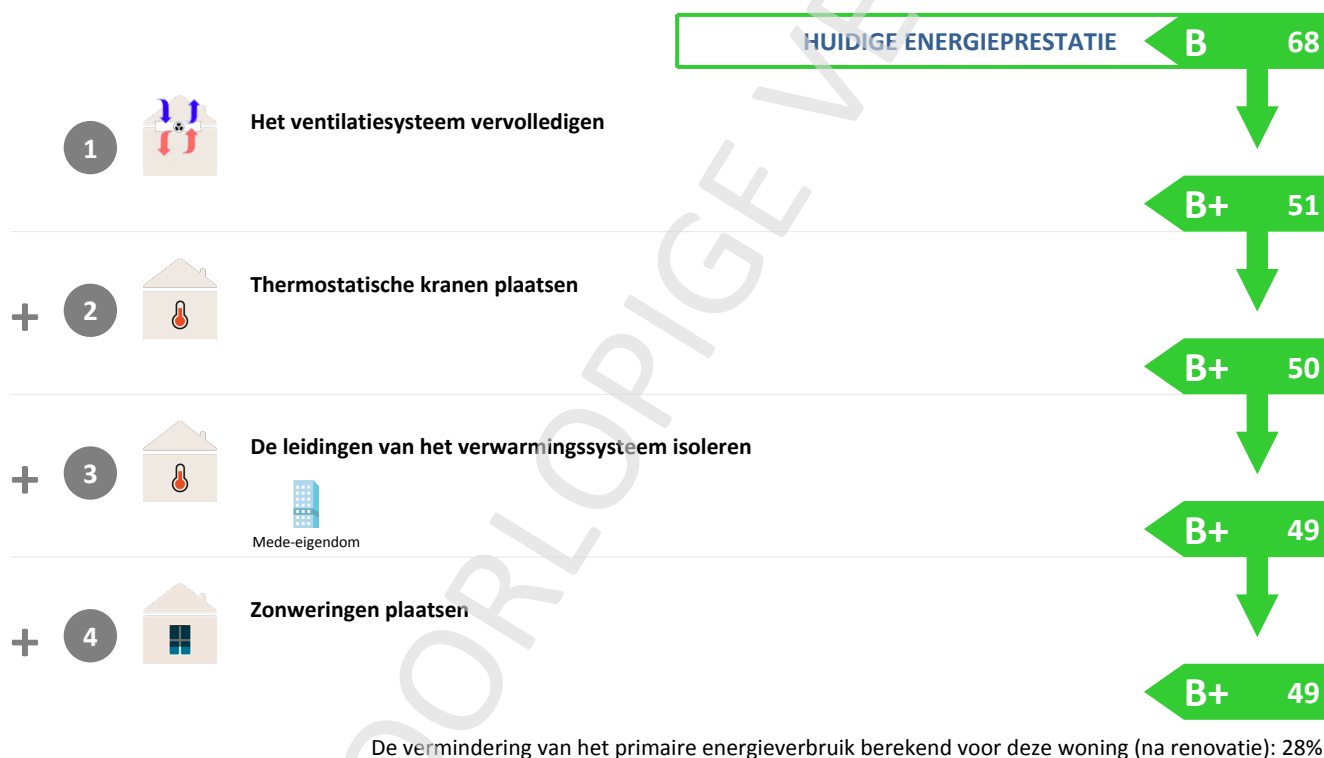 HUIDIGE ENERGIEPRESTATIE B 68
1 Het ventilatiesysteem vervolledigen
B+ 51
+ 2 Thermostatische kranen plaatsen
B+ 50
+ 3 De leidingen van het verwarmingssysteem isoleren
Mede-eigendom
B+ 49
+ 4 Zonweringen plaatsen
B+ 49
De vermindering van het primaire energieverbruik berekend voor deze woning (na renovatie): 28%
OORLOPIGE VE